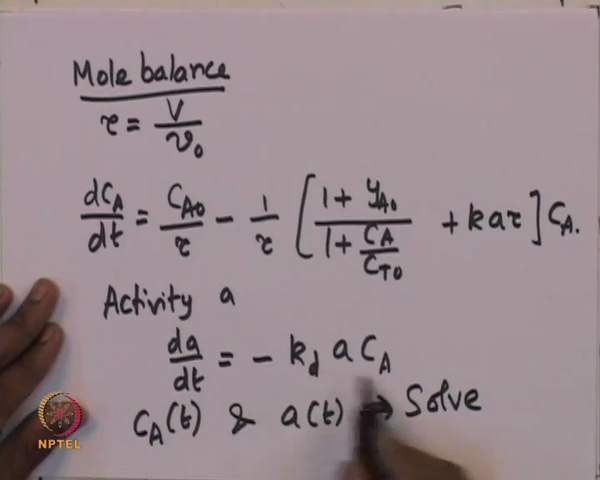 Mole balance
τ = V/v₀
dC_A/dt = C_A0/τ - 1/τ [ (1 + y_A0)/(1 + C_A/C_T0) + kaτ ] C_A.
Activity a
da/dt = - k_d a C_A
C_A(t) & a(t) → Solve
NPTEL